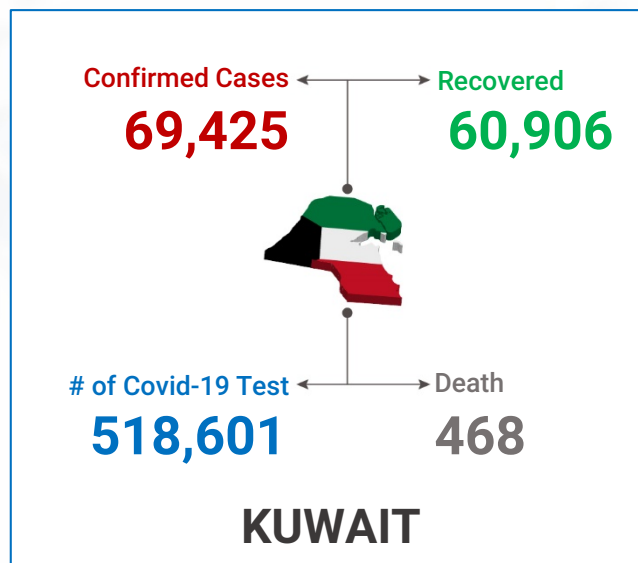 Confirmed Cases
69,425
Recovered
60,906
# of Covid-19 Test
518,601
Death
468
KUWAIT